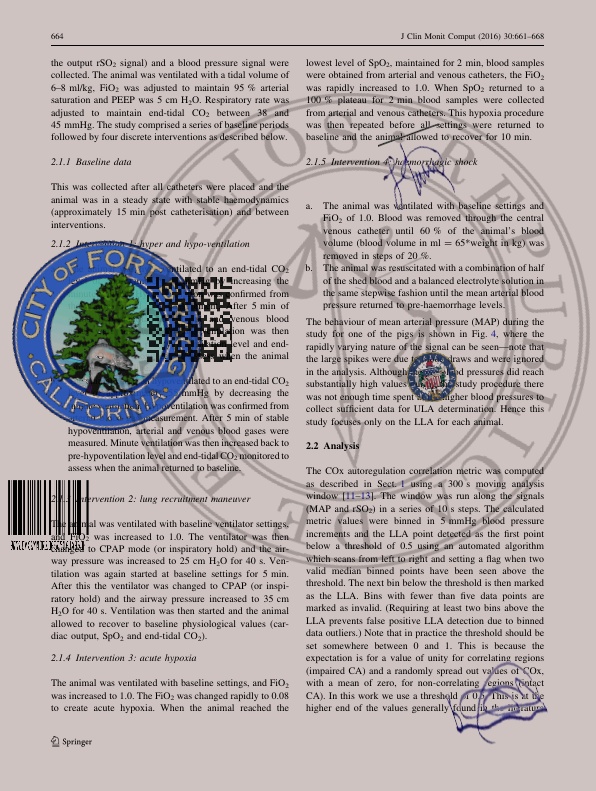 664
J Clin Monit Comput (2016) 30:661–668
the output rSO2 signal) and a blood pressure signal were
collected. The animal was ventilated with a tidal volume of
6–8 ml/kg, FiO2 was adjusted to maintain 95 % arterial
saturation and PEEP was 5 cm H2O. Respiratory rate was
adjusted to maintain end-tidal CO2 between 38 and
45 mmHg. The study comprised a series of baseline periods
followed by four discrete interventions as described below.
2.1.1 Baseline data
This was collected after all catheters were placed and the
animal was in a steady state with stable haemodynamics
(approximately 15 min post catheterisation) and between
interventions.
2.1.2 Intervention 1: hyper and hypo-ventilation
ventilated to an end-tidal CO2
increasing the
confirmed from
After 5 min of
venous blood
was then
level and end-
when the animal
ventilated to an end-tidal CO2
mmHg by decreasing the
ventilation was confirmed from
measurement. After 5 min of stable
hypoventilation, arterial and venous blood gases were
measured. Minute ventilation was then increased back to
pre-hypoventilation level and end-tidal CO2 monitored to
assess when the animal returned to baseline.
Intervention 2: lung recruitment maneuver
The animal was ventilated with baseline ventilator settings,
and FiO2 was increased to 1.0. The ventilator was then
changed to CPAP mode (or inspiratory hold) and the air-
way pressure was increased to 25 cm H2O for 40 s. Ven-
tilation was again started at baseline settings for 5 min.
After this the ventilator was changed to CPAP (or inspi-
ratory hold) and the airway pressure increased to 35 cm
H2O for 40 s. Ventilation was then started and the animal
allowed to recover to baseline physiological values (car-
diac output, SpO2 and end-tidal CO2).
2.1.4 Intervention 3: acute hypoxia
The animal was ventilated with baseline settings, and FiO2
was increased to 1.0. The FiO2 was changed rapidly to 0.08
to create acute hypoxia. When the animal reached the
lowest level of SpO2, maintained for 2 min, blood samples
were obtained from arterial and venous catheters, the FiO2
was rapidly increased to 1.0. When SpO2 returned to a
100 % plateau for 2 min blood samples were collected
from arterial and venous catheters. This hypoxia procedure
was then repeated before all settings were returned to
baseline and the animal allowed to recover for 10 min.
2.1.5 Intervention 4: haemorrhagic shock
a. The animal was ventilated with baseline settings and
FiO2 of 1.0. Blood was removed through the central
venous catheter until 60 % of the animal's blood
volume (blood volume in ml = 65*weight in kg) was
removed in steps of 20 %.
b. The animal was resuscitated with a combination of half
of the shed blood and a balanced electrolyte solution in
the same stepwise fashion until the mean arterial blood
pressure returned to pre-haemorrhage levels.
The behaviour of mean arterial pressure (MAP) during the
study for one of the pigs is shown in Fig. 4, where the
rapidly varying nature of the signal can be seen—note that
the large spikes were due to draws and were ignored
in the analysis. Although blood pressures did reach
substantially high values study procedure there
was not enough time spent higher blood pressures to
collect sufficient data for ULA determination. Hence this
study focuses only on the LLA for each animal.
2.2 Analysis
The COx autoregulation correlation metric was computed
as described in Sect. 1 using a 300 s moving analysis
window [11–13]. The window was run along the signals
(MAP and rSO2) in a series of 10 s steps. The calculated
metric values were binned in 5 mmHg blood pressure
increments and the LLA point detected as the first point
below a threshold of 0.5 using an automated algorithm
which scans from left to right and setting a flag when two
valid median binned points have been seen above the
threshold. The next bin below the threshold is then marked
as the LLA. Bins with fewer than five data points are
marked as invalid. (Requiring at least two bins above the
LLA prevents false positive LLA detection due to binned
data outliers.) Note that in practice the threshold should be
set somewhere between 0 and 1. This is because the
expectation is for a value of unity for correlating regions
(impaired CA) and a randomly spread out values of COx,
with a mean of zero, for non-correlating regions (intact
CA). In this work we use a threshold of 0.5. This is at the
higher end of the values generally found in the literature
Springer
CITY OF FORT